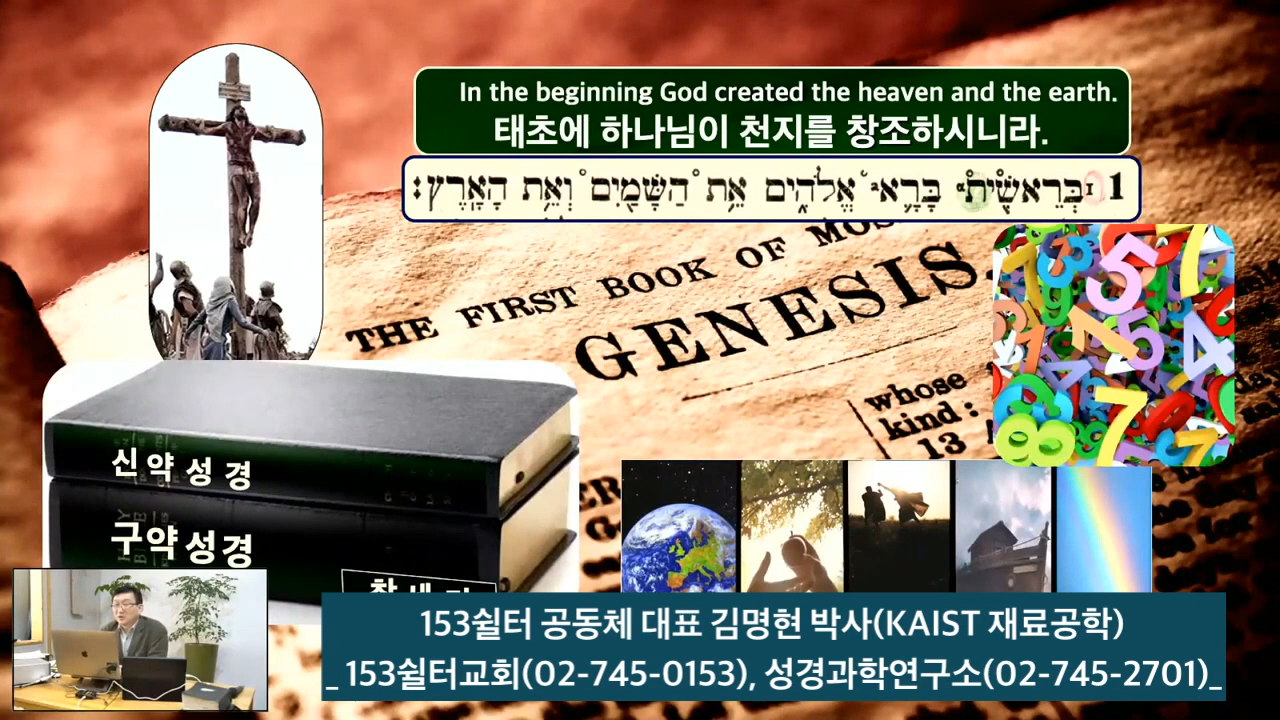 In the beginning God created the heaven and the earth.
태초에 하나님이 천지를 창조하시니라.
1 בְּרֵאשִׁ֖ית בָּרָ֣א אֱלֹהִ֑ים אֵ֥ת הַשָּׁמַ֖יִם וְאֵ֥ת הָאָֽרֶץ׃
THE FIRST BOOK OF
GENESIS.
whose
kind:
13
신약성경
구약성경
153쉴터 공동체 대표 김명현 박사(KAIST 재료공학)
_ 153쉴터교회(02-745-0153), 성경과학연구소(02-745-2701)_